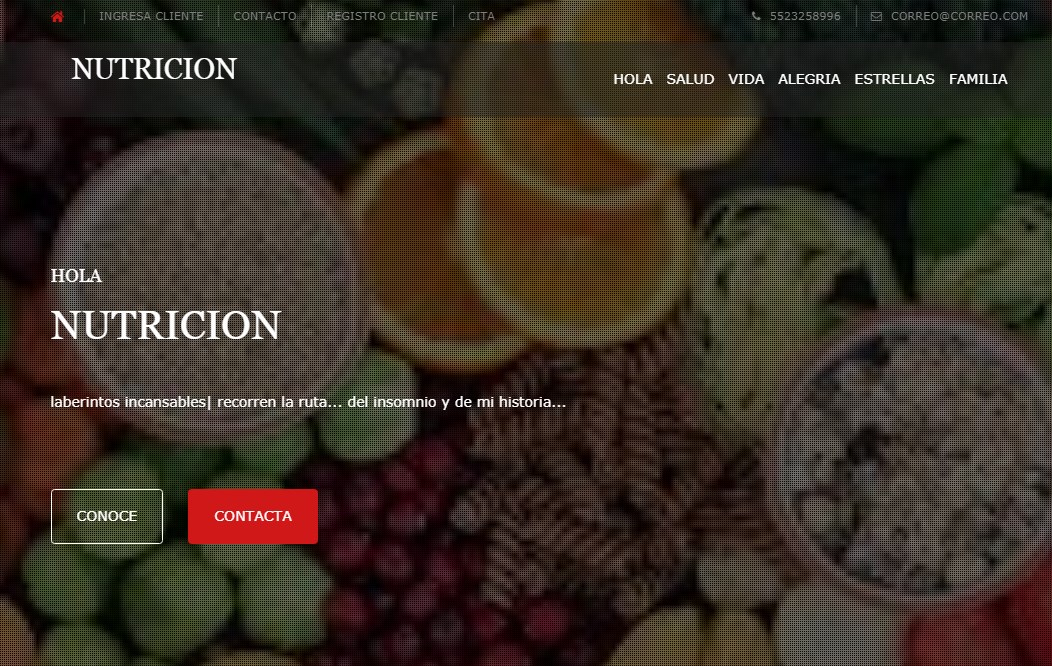 INGRESA CLIENTE CONTACTO REGISTRO CLIENTE CITA 5523258996 CORREO@CORREO.COM
NUTRICION
HOLA SALUD VIDA ALEGRIA ESTRELLAS FAMILIA
HOLA
NUTRICION
laberintos incansables| recorren la ruta... del insomnio y de mi historia...
CONOCE CONTACTA